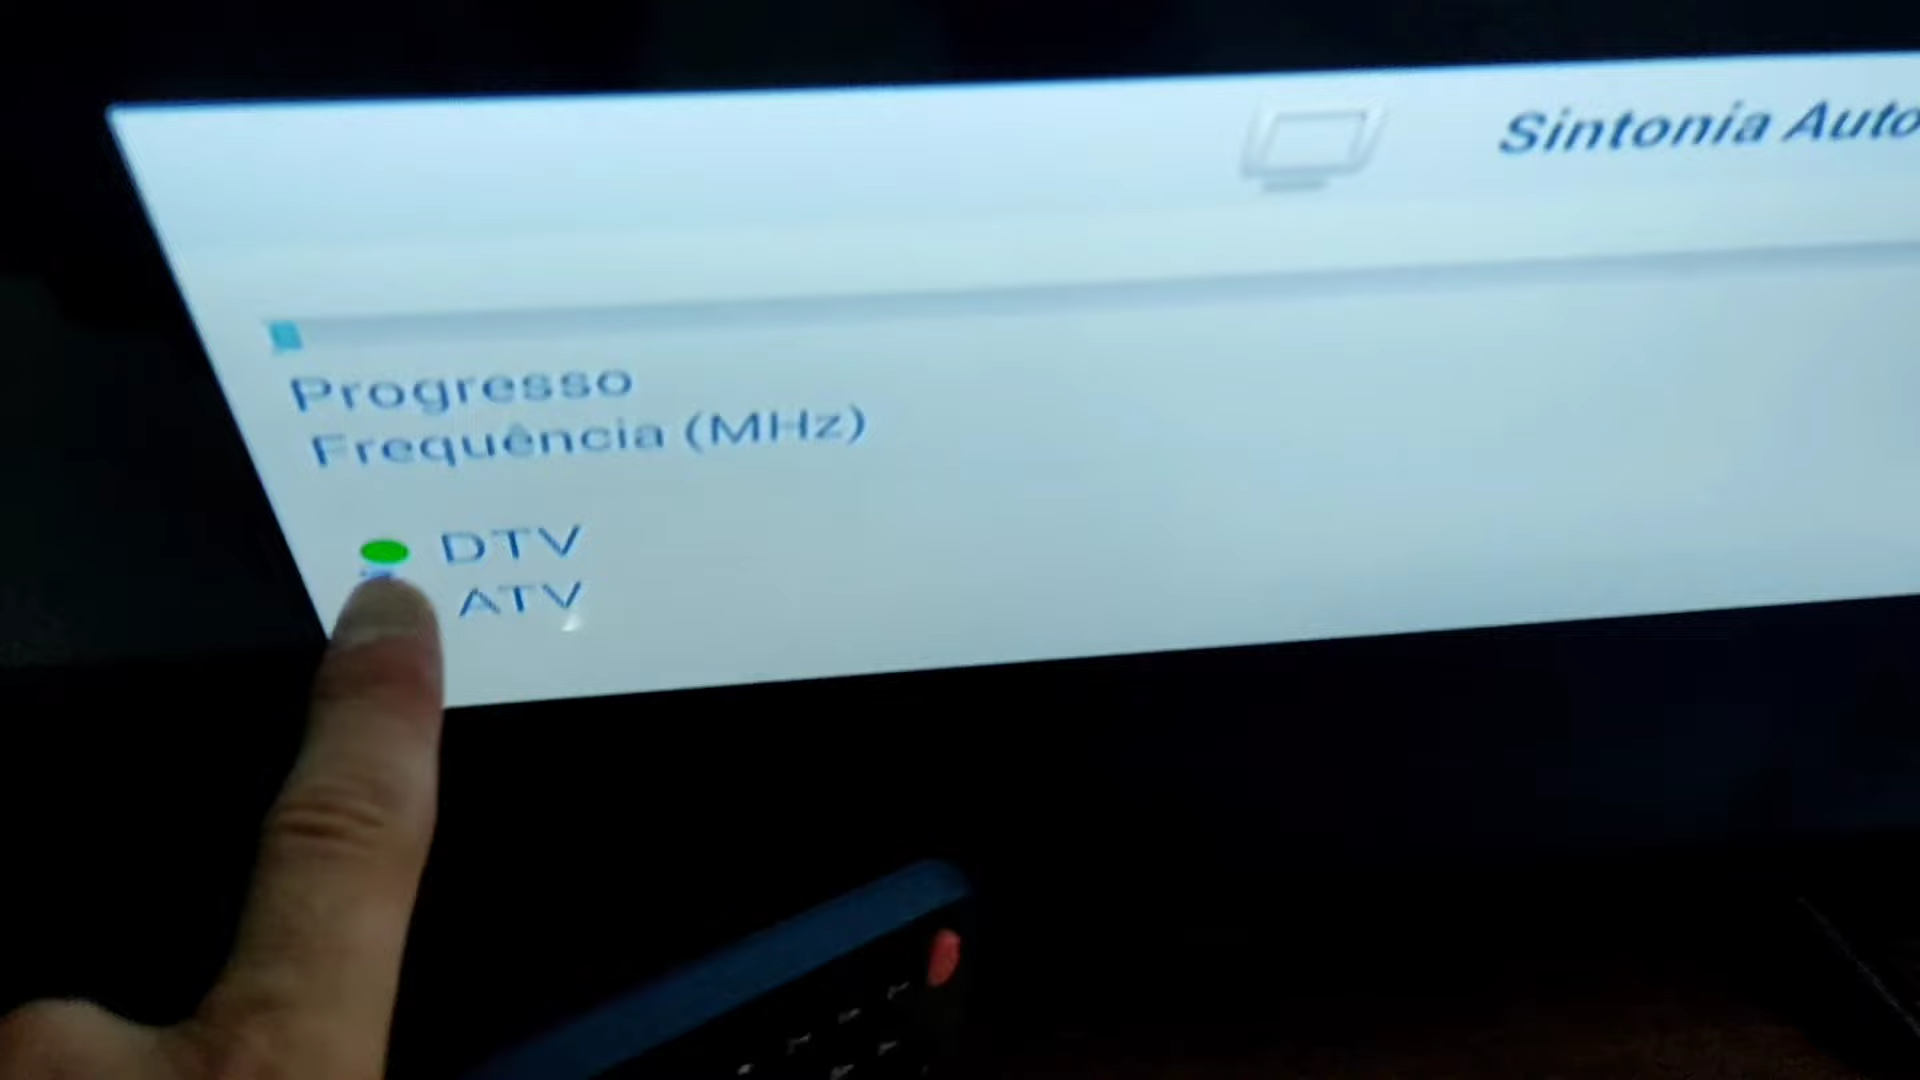 Sintonia Auto
Progresso
Frequência (MHz)
DTV
ATV